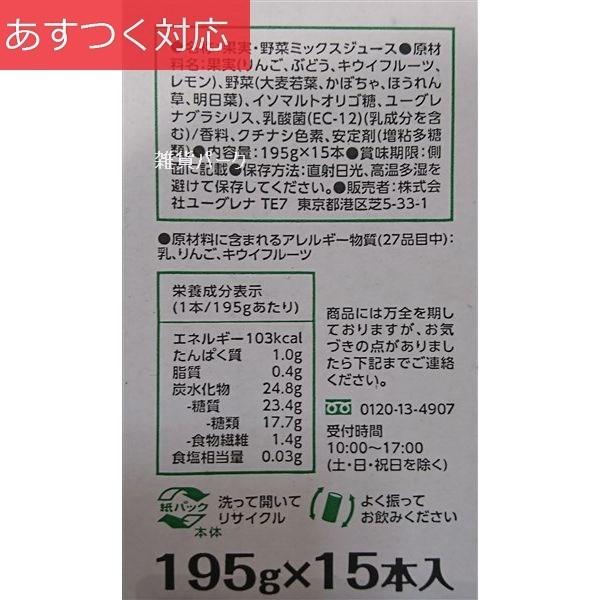 あすつく対応
●名称:果実・野菜ミックスジュース●原材
料名:果実(りんご、ぶどう、キウイフルーツ、
レモン)、野菜(大麦若葉、かぼちゃ、ほうれん
草、明日葉)、イソマルトオリゴ糖、ユーグレ
ナグラシリス、乳酸菌(EC-12)(乳成分を含
む)/香料、クチナシ色素、安定剤(増粘多糖
類)●内容量:195g×15本●賞味期限:側
雑貨パーク
面に記載●保存方法:直射日光、高温多湿を
避けて保存してください。●販売者:株式会
社ユーグレナ TE7 東京都港区芝5-33-1
●原材料に含まれるアレルギー物質(27品目中):
乳、りんご、キウイフルーツ
栄養成分表示
(1本/195gあたり)
エネルギー 103kcal
たんぱく質 1.0g
脂質 0.4g
炭水化物 24.8g
-糖質 23.4g
-糖類 17.7g
-食物繊維 1.4g
食塩相当量 0.03g
商品には万全を期し
ておりますが、お気
づきの点がありまし
たら下記までご連絡
ください。
0120-13-4907
受付時間
10:00〜17:00
(土・日・祝日を除く)
紙パック
本体
洗って開いて
リサイクル
よく振って
お飲みください
195g×15本入